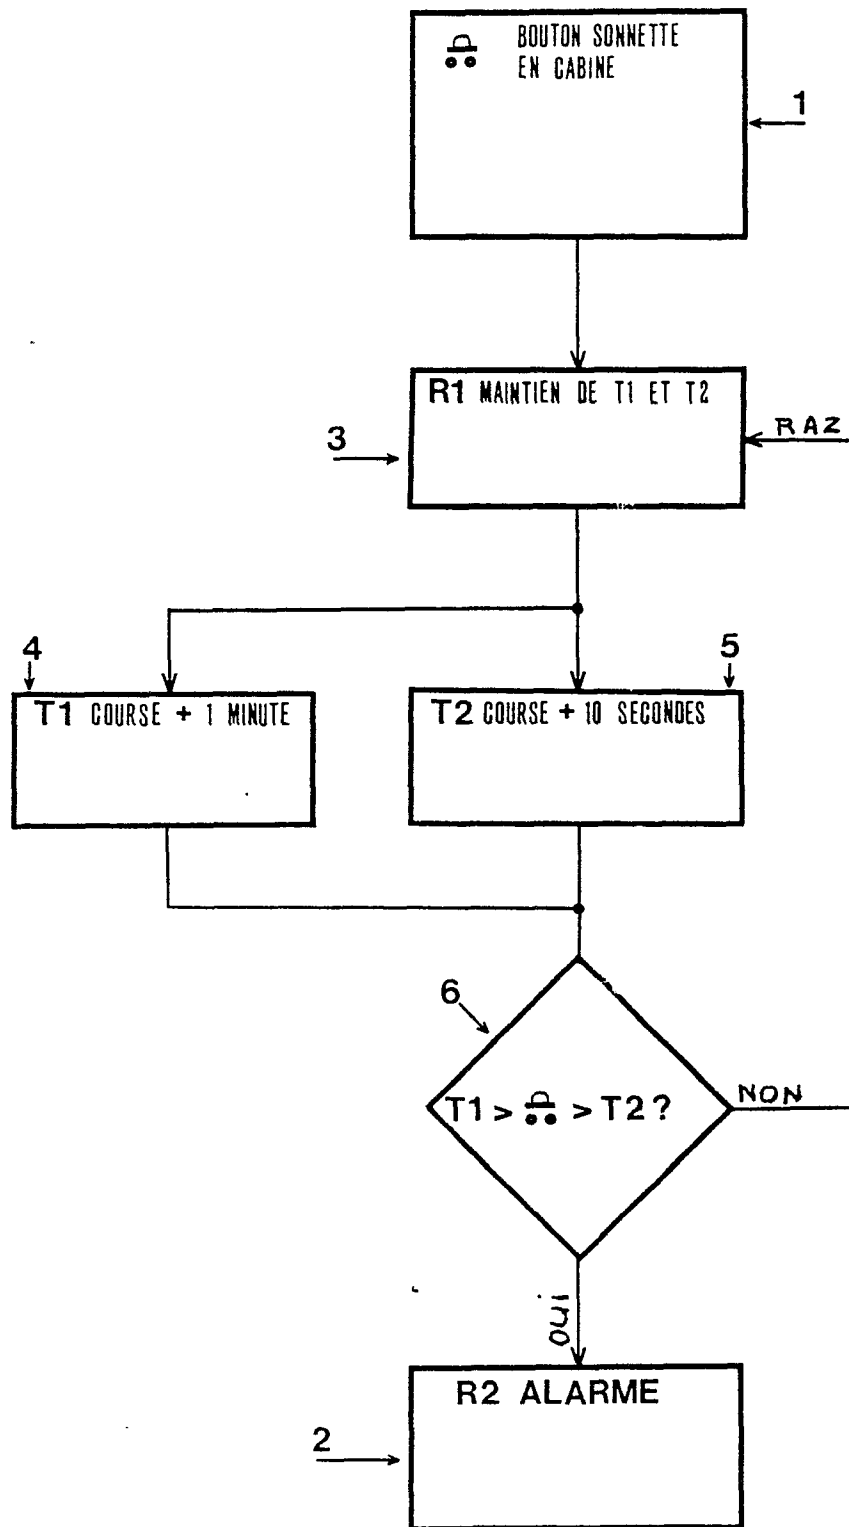 BOUTON SONNETTE
EN CABINE
1
R1 MAINTIEN DE T1 ET T2
RAZ
3
4
5
T1 COURSE + 1 MINUTE
T2 COURSE + 10 SECONDES
6
T1 > > T2 ?
NON
OUI
R2 ALARME
2